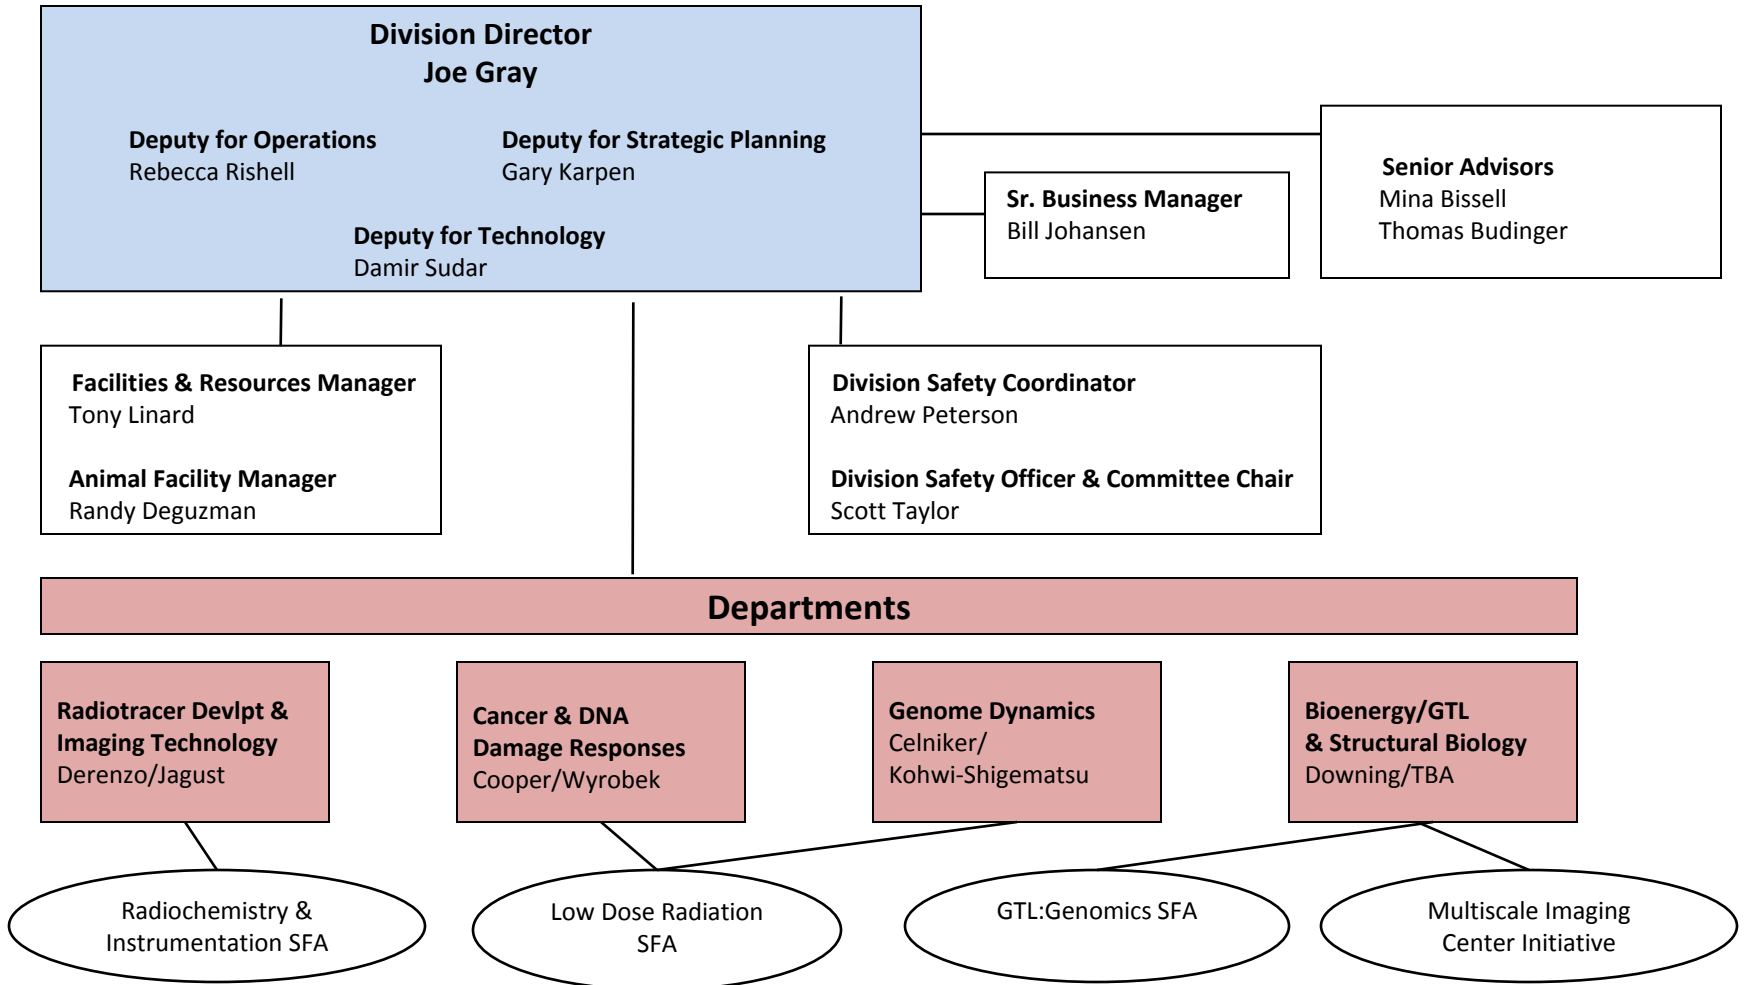 Division Director
Joe Gray
Deputy for Operations
Rebecca Rishell
Deputy for Strategic Planning
Gary Karpen
Deputy for Technology
Damir Sudar
Sr. Business Manager
Bill Johansen
Senior Advisors
Mina Bissell
Thomas Budinger
Facilities & Resources Manager
Tony Linard
Animal Facility Manager
Randy Deguzman
Division Safety Coordinator
Andrew Peterson
Division Safety Officer & Committee Chair
Scott Taylor
Departments
Radiotracer Devlpt &
Imaging Technology
Derenzo/Jagust
Cancer & DNA
Damage Responses
Cooper/Wyrobek
Genome Dynamics
Celniker/
Kohwi-Shigematsu
Bioenergy/GTL
& Structural Biology
Downing/TBA
Radiochemistry &
Instrumentation SFA
Low Dose Radiation
SFA
GTL:Genomics SFA
Multiscale Imaging
Center Initiative